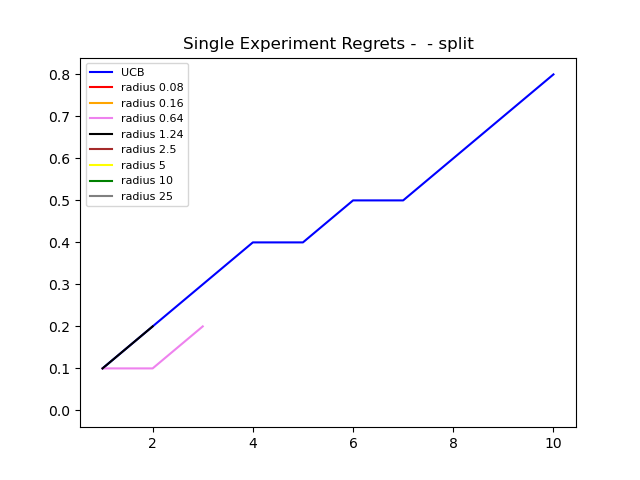 Single Experiment Regrets -  - split
UCB
radius 0.08
radius 0.16
radius 0.64
radius 1.24
radius 2.5
radius 5
radius 10
radius 25
0.8
0.7
0.6
0.5
0.4
0.3
0.2
0.1
0.0
2 4 6 8 10